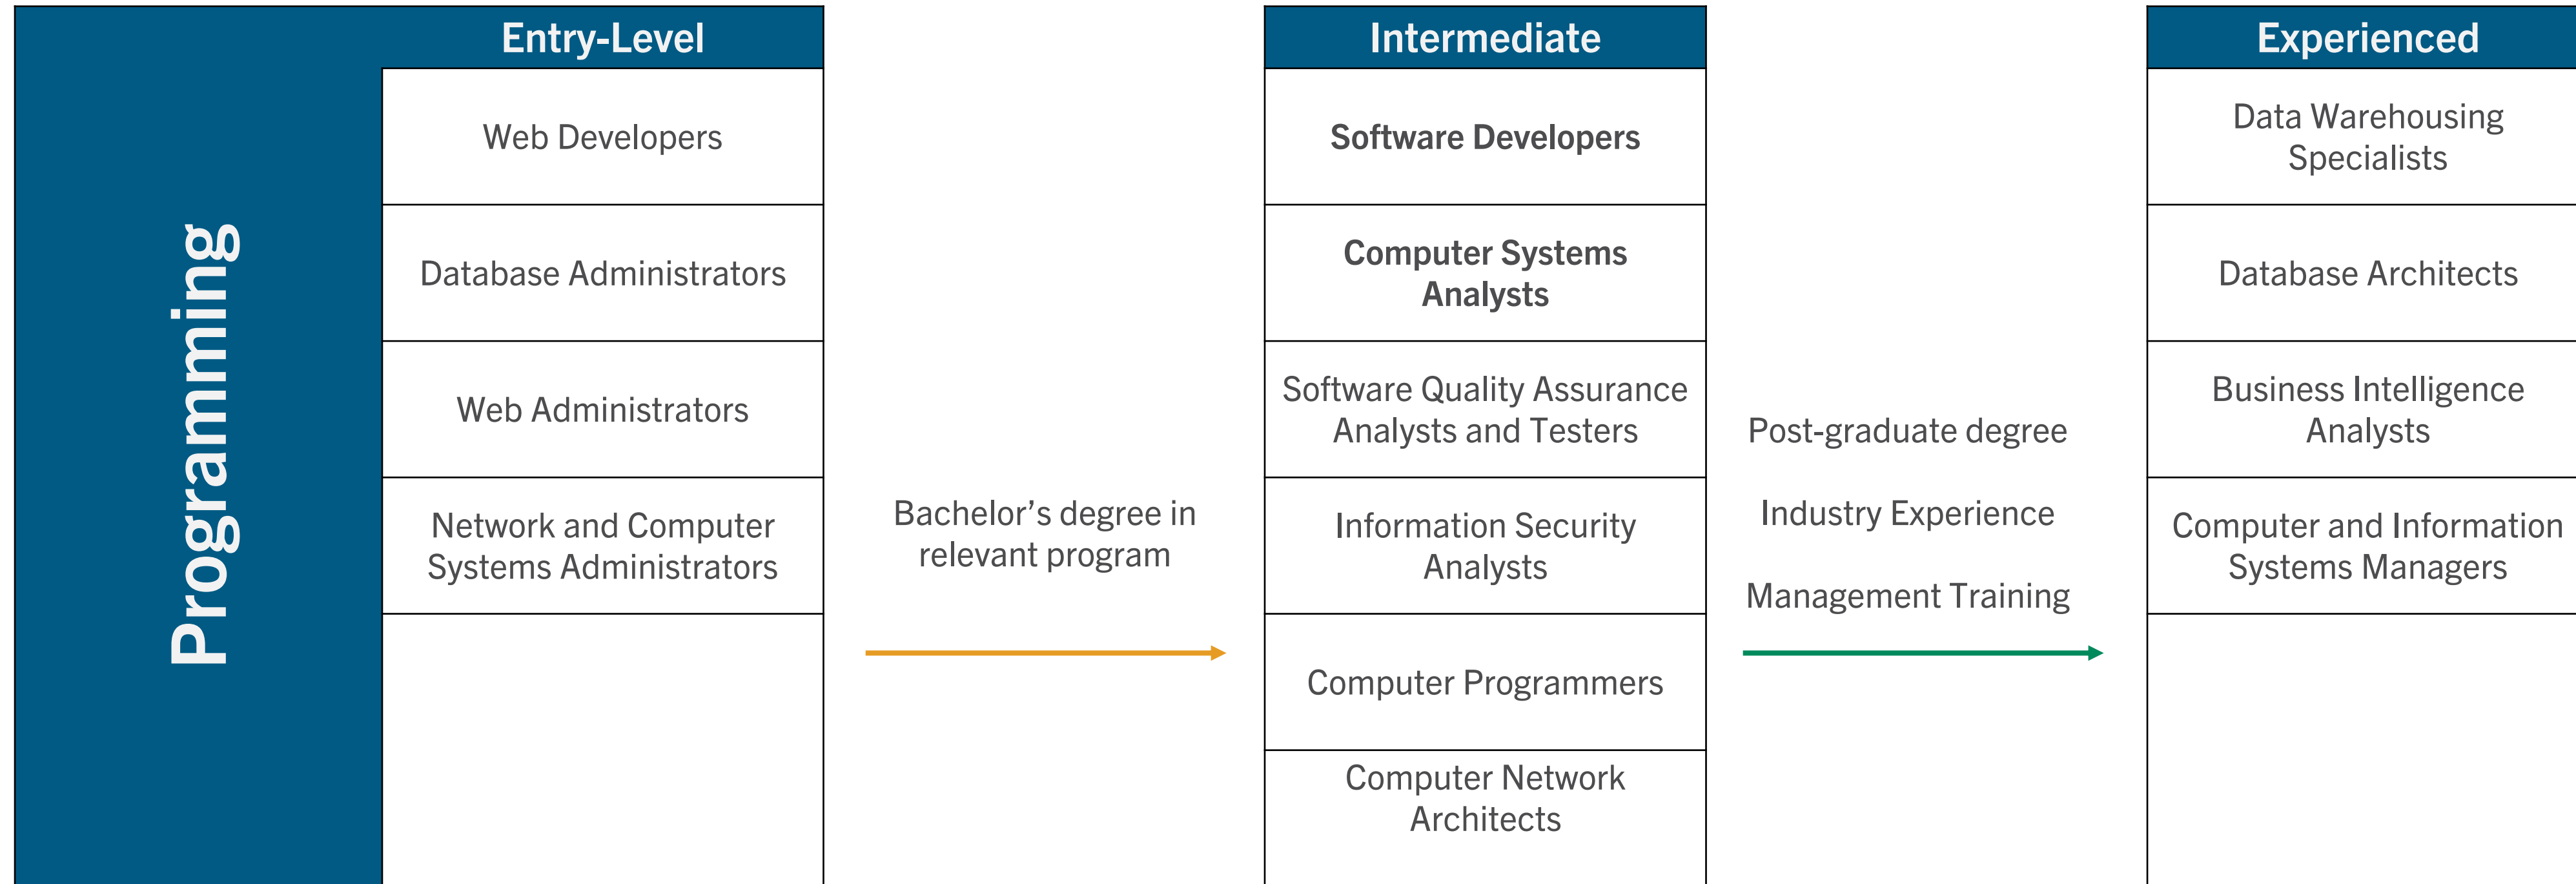 Programming
Entry-Level
Web Developers
Database Administrators
Web Administrators
Network and Computer
Systems Administrators
Bachelor’s degree in
relevant program
Intermediate
Software Developers
Computer Systems
Analysts
Software Quality Assurance
Analysts and Testers
Information Security
Analysts
Computer Programmers
Computer Network
Architects
Post-graduate degree
Industry Experience
Management Training
Experienced
Data Warehousing
Specialists
Database Architects
Business Intelligence
Analysts
Computer and Information
Systems Managers